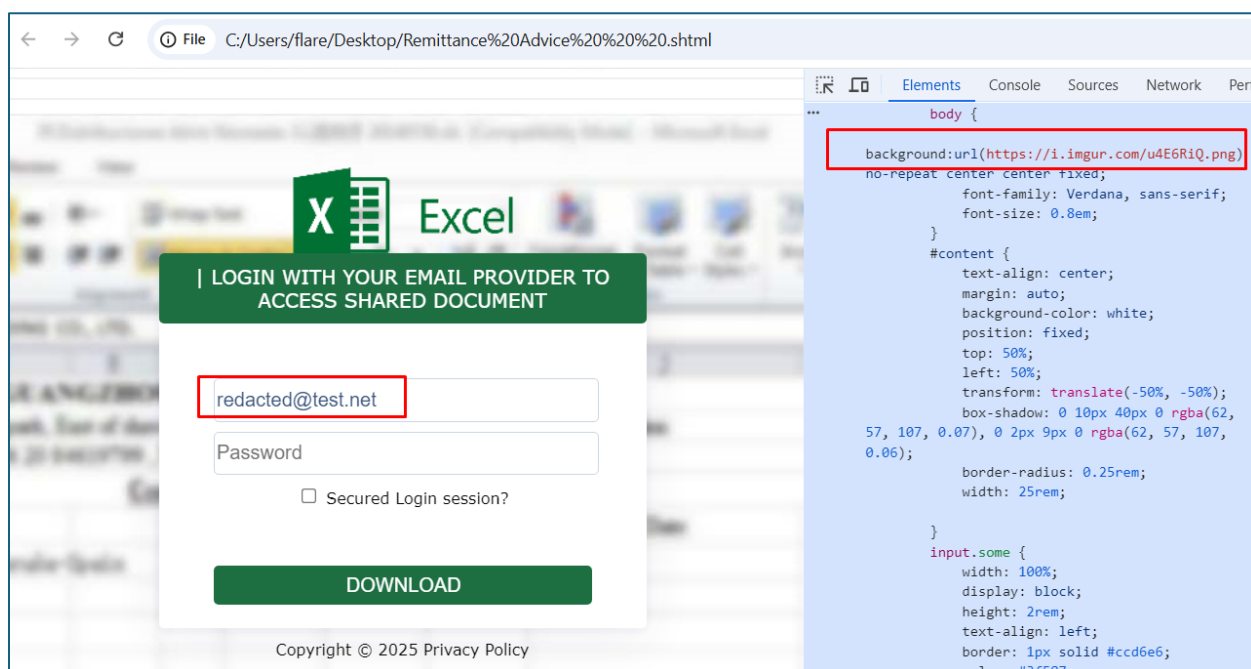 File C:/Users/flare/Desktop/Remittance%20Advice%20%20%20.shtml
Elements Console Sources Network
Excel
| LOGIN WITH YOUR EMAIL PROVIDER TO
ACCESS SHARED DOCUMENT
redacted@test.net
Password
Secured Login session?
DOWNLOAD
Copyright © 2025 Privacy Policy
body {
background:url(https://i.imgur.com/u4E6RiQ.png)
no-repeat center center fixed;
font-family: Verdana, sans-serif;
font-size: 0.8em;
}
#content {
text-align: center;
margin: auto;
background-color: white;
position: fixed;
top: 50%;
left: 50%;
transform: translate(-50%, -50%);
box-shadow: 0 10px 40px 0 rgba(62,
57, 107, 0.07), 0 2px 9px 0 rgba(62, 57, 107,
0.06);
border-radius: 0.25rem;
width: 25rem;
}
input.some {
width: 100%;
display: block;
height: 2rem;
text-align: left;
border: 1px solid #ccd6e6;